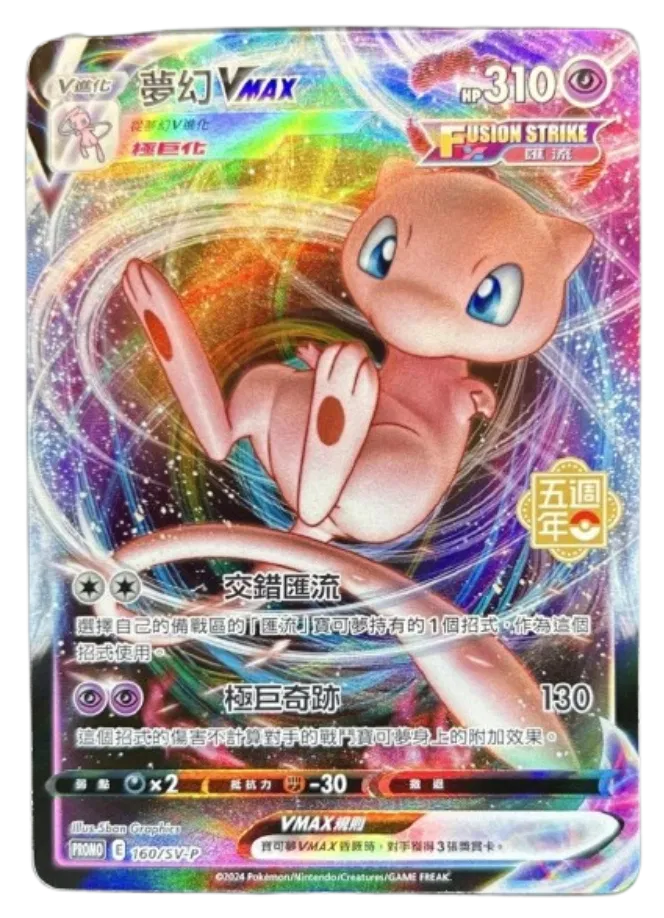 V進化
夢幻VMAX
HP310
從夢幻V進化
極巨化
FUSION STRIKE
匯流
五週年
交錯匯流
選擇自己的備戰區的「匯流」寶可夢持有的1個招式，作為這個
招式使用。
極巨奇跡 130
這個招式的傷害不計算對手的戰鬥寶可夢身上的附加效果。
弱點 ×2 抵抗力 -30 撤退
Illus.5ban Graphics
VMAX規則
PROMO E 160/SV-P
寶可夢VMAX昏厥時，對手獲得3張獎賞卡。
©2024 Pokémon/Nintendo/Creatures/GAME FREAK.